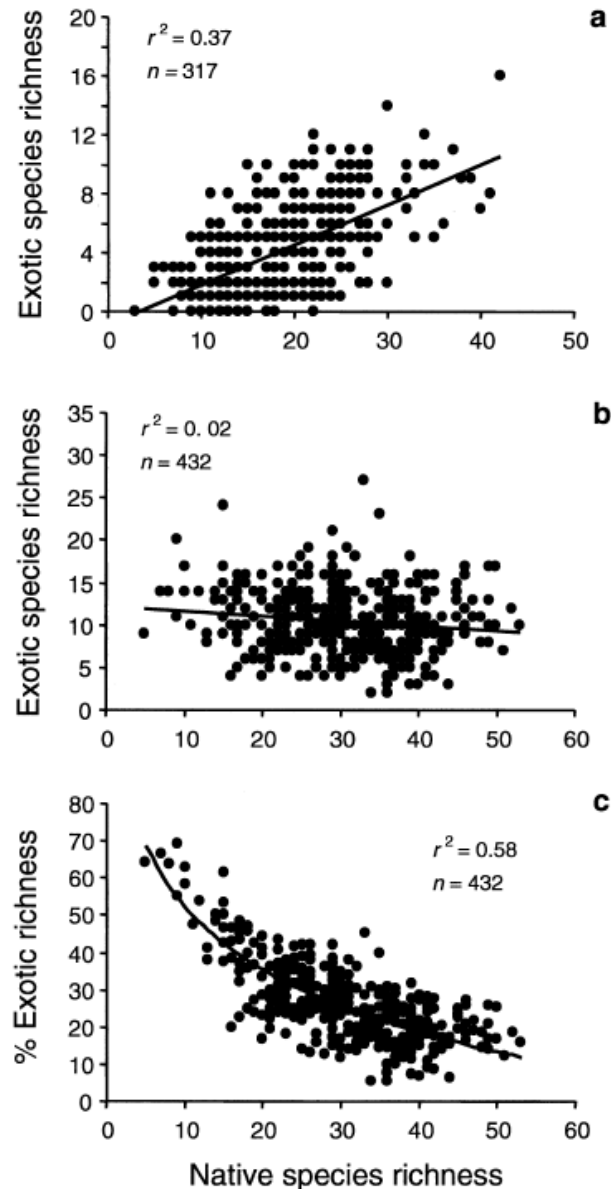 a
Exotic species richness
20
16
12
8
4
0
r² = 0.37
n = 317
0 10 20 30 40 50
b
Exotic species richness
35
30
25
20
15
10
5
0
r² = 0. 02
n = 432
0 10 20 30 40 50 60
c
% Exotic richness
80
70
60
50
40
30
20
10
0
r² = 0.58
n = 432
0 10 20 30 40 50 60
Native species richness